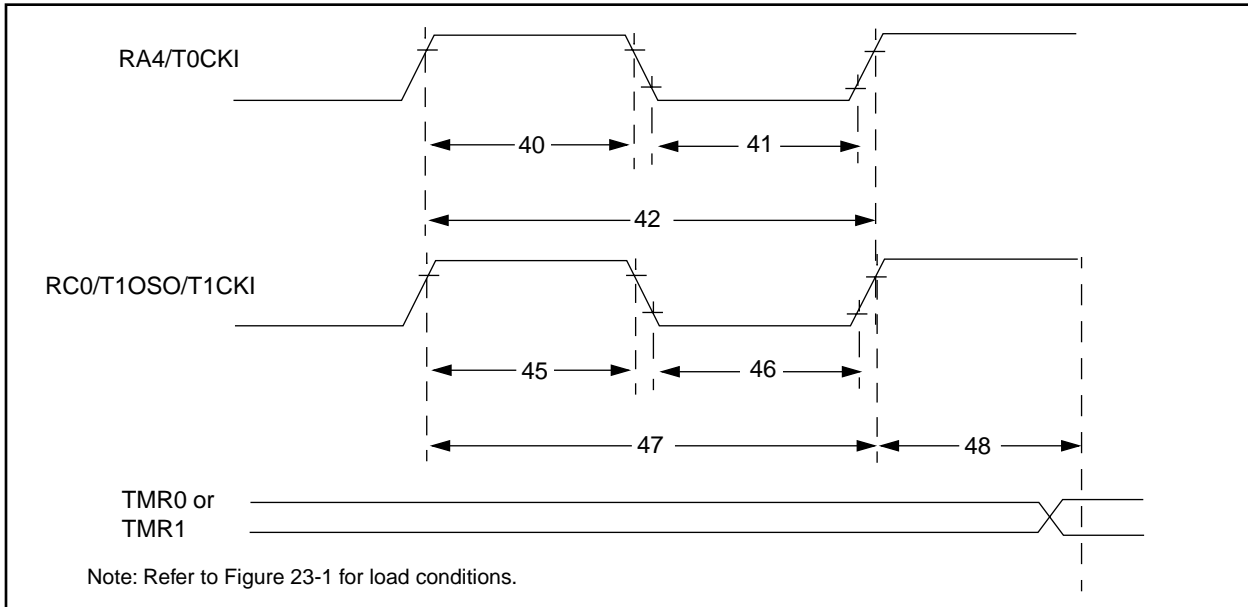 RA4/T0CKI
40
41
42
RC0/T1OSO/T1CKI
45
46
47
48
TMR0 or
TMR1
Note: Refer to Figure 23-1 for load conditions.